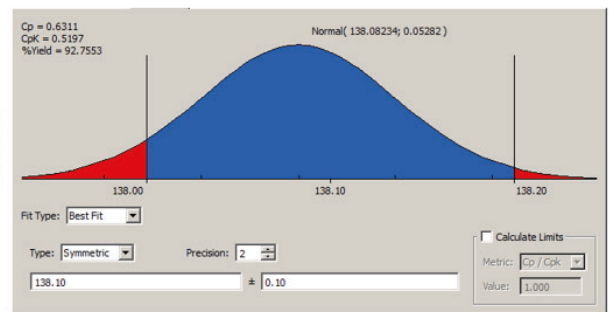 Cp = 0.6311
CpK = 0.5197
%Yield = 92.7553
Normal( 138.08234; 0.05282 )
138.00
138.10
138.20
Fit Type: Best Fit
Calculate Limits
Type: Symmetric
Precision: 2
Metric: Cp / Cpk
138.10 ± 0.10
Value: 1.000